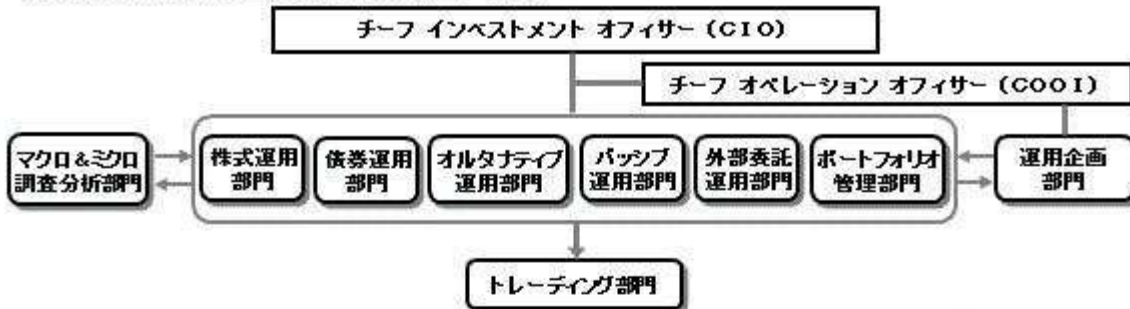 チーフ インベストメント オフィサー (CIO)
チーフ オペレーション オフィサー (COOI)
マクロ&ミクロ
調査分析部門
株式運用
部門
債券運用
部門
オルタナティブ
運用部門
パッシブ
運用部門
外部委託
運用部門
ポートフォリオ
管理部門
運用企画
部門
トレーディング部門